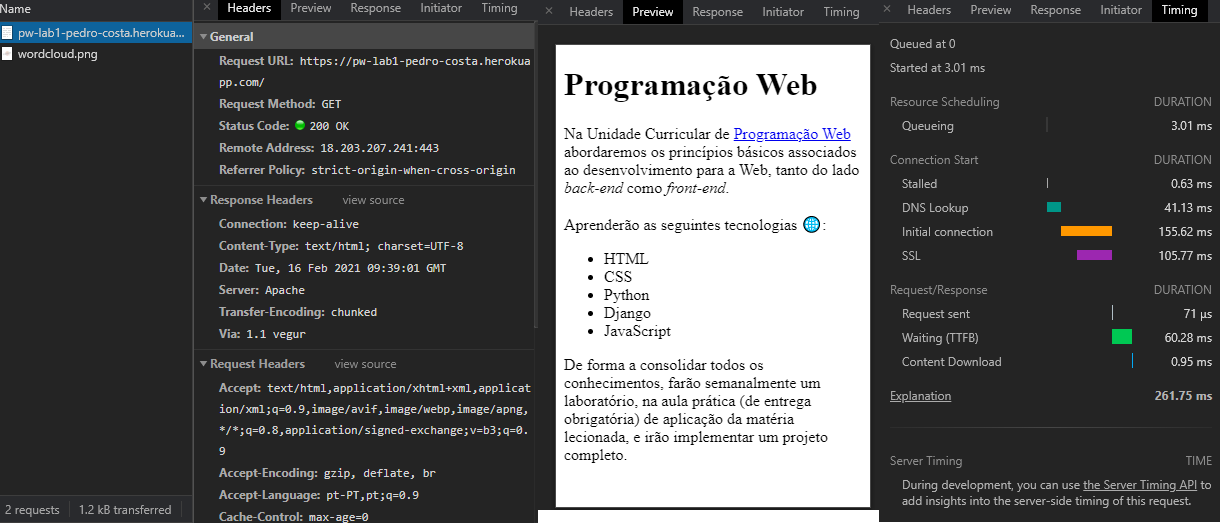 Name
pw-lab1-pedro-costa.herokua...
wordcloud.png
2 requests
1.2 kB transferred
× Headers Preview Response Initiator Timing
General
Request URL: https://pw-lab1-pedro-costa.herokua
pp.com/
Request Method: GET
Status Code: 200 OK
Remote Address: 18.203.207.241:443
Referrer Policy: strict-origin-when-cross-origin
Response Headers view source
Connection: keep-alive
Content-Type: text/html; charset=UTF-8
Date: Tue, 16 Feb 2021 09:39:01 GMT
Server: Apache
Transfer-Encoding: chunked
Via: 1.1 vegur
Request Headers view source
Accept: text/html,application/xhtml+xml,applicat
ion/xml;q=0.9,image/avif,image/webp,image/apng,
*/*;q=0.8,application/signed-exchange;v=b3;q=0.
9
Accept-Encoding: gzip, deflate, br
Accept-Language: pt-PT,pt;q=0.9
Cache-Control: max-age=0
× Headers Preview Response Initiator Timing
Programação Web
Na Unidade Curricular de Programação Web
abordaremos os princípios básicos associados
ao desenvolvimento para a Web, tanto do lado
back-end como front-end.
Aprenderão as seguintes tecnologias 🌐:
• HTML
• CSS
• Python
• Django
• JavaScript
De forma a consolidar todos os
conhecimentos, farão semanalmente um
laboratório, na aula prática (de entrega
obrigatória) de aplicação da matéria
lecionada, e irão implementar um projeto
completo.
× Headers Preview Response Initiator Timing
Queued at 0
Started at 3.01 ms
Resource Scheduling DURATION
Queueing 3.01 ms
Connection Start DURATION
Stalled 0.63 ms
DNS Lookup 41.13 ms
Initial connection 155.62 ms
SSL 105.77 ms
Request/Response DURATION
Request sent 71 μs
Waiting (TTFB) 60.28 ms
Content Download 0.95 ms
Explanation 261.75 ms
Server Timing TIME
During development, you can use the Server Timing API to
add insights into the server-side timing of this request.